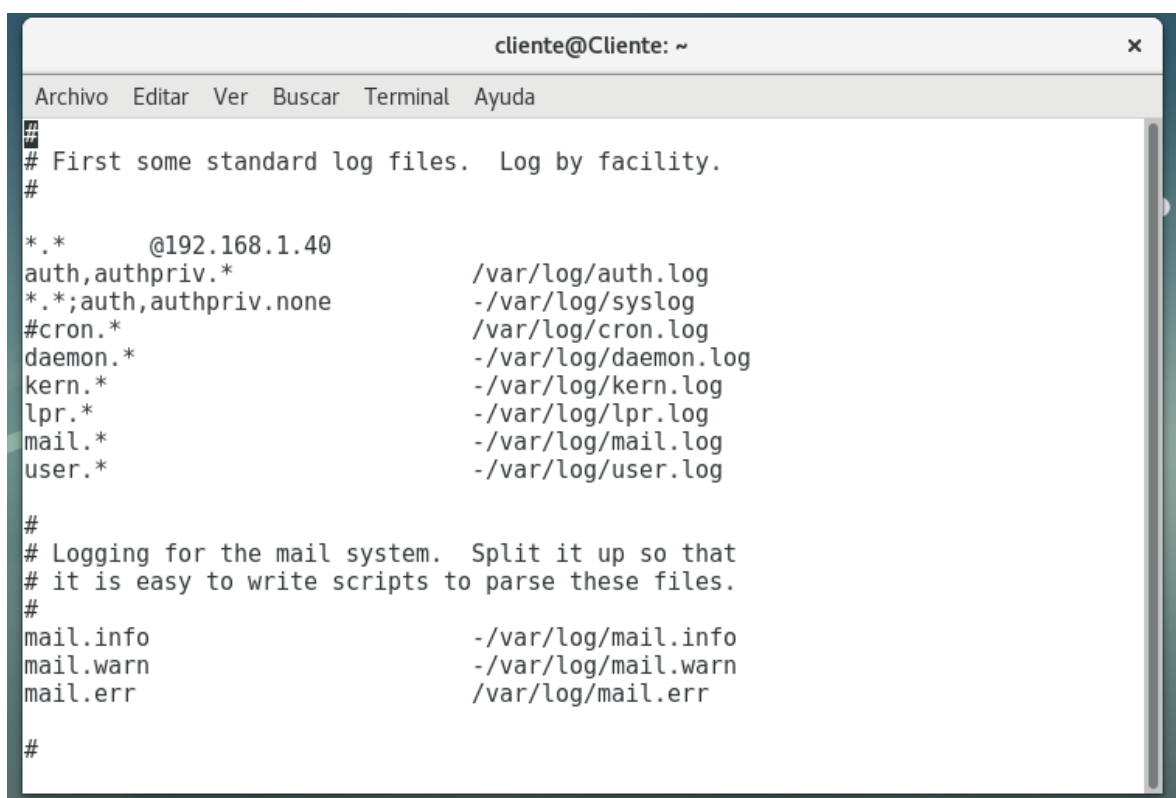 cliente@Cliente: ~ ×
Archivo Editar Ver Buscar Terminal Ayuda
#
# First some standard log files.  Log by facility.
#
*.*      @192.168.1.40
auth,authpriv.*                 /var/log/auth.log
*.*;auth,authpriv.none          -/var/log/syslog
#cron.*                         /var/log/cron.log
daemon.*                        -/var/log/daemon.log
kern.*                          -/var/log/kern.log
lpr.*                           -/var/log/lpr.log
mail.*                          -/var/log/mail.log
user.*                          -/var/log/user.log
#
# Logging for the mail system.  Split it up so that
# it is easy to write scripts to parse these files.
#
mail.info                       -/var/log/mail.info
mail.warn                       -/var/log/mail.warn
mail.err                        /var/log/mail.err
#